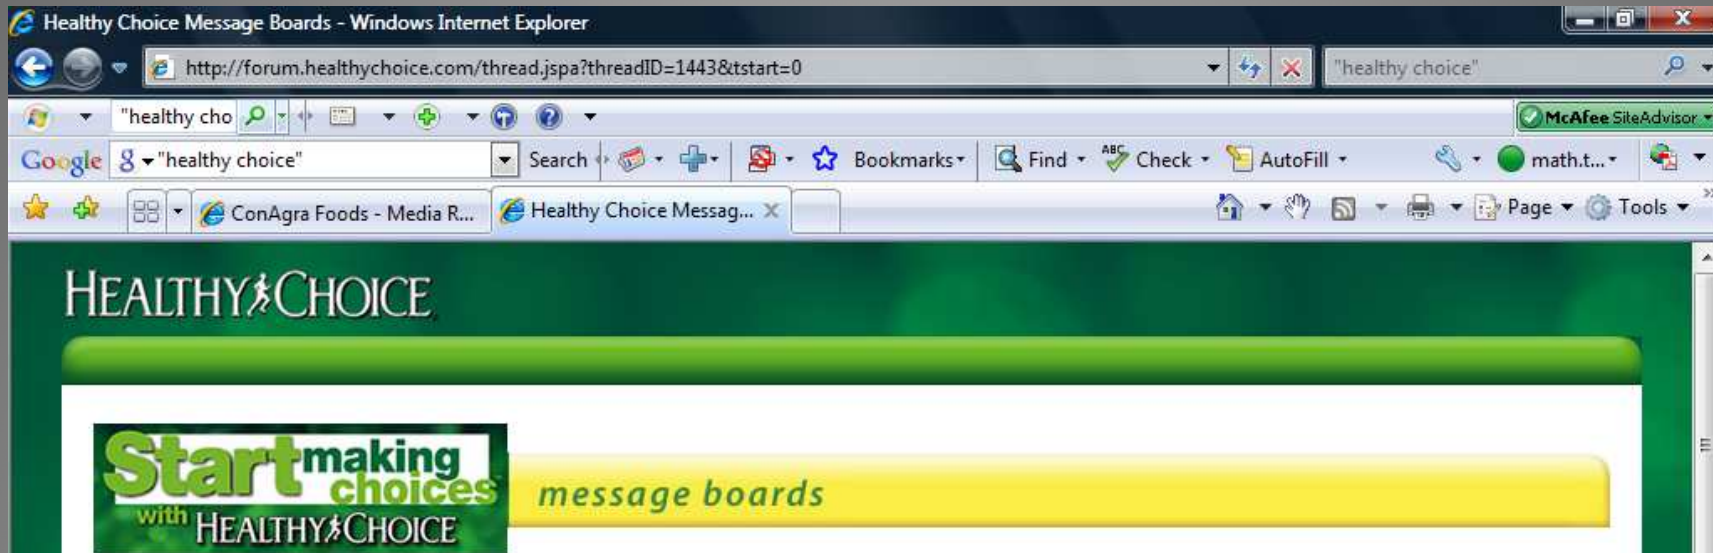 Healthy Choice Message Boards - Windows Internet Explorer
http://forum.healthychoice.com/thread.jspa?threadID=1443&tstart=0 "healthy choice"
"healthy cho McAfee SiteAdvisor
Google "healthy choice" Search Bookmarks Find ABC Check AutoFill math.t...
ConAgra Foods - Media R... Healthy Choice Messag... Page Tools
HEALTHY CHOICE
Start making choices
with HEALTHY CHOICE
message boards